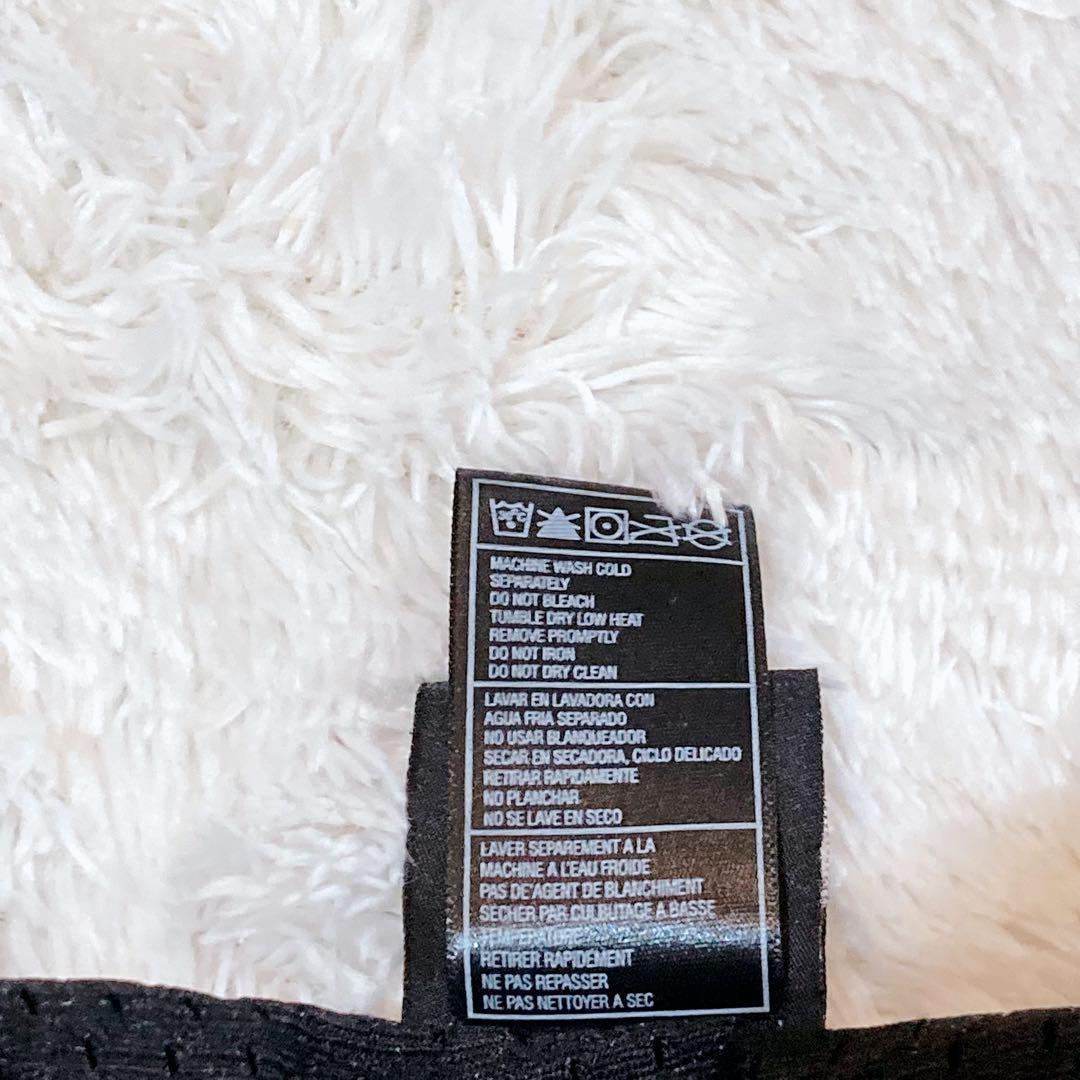 30°C
MACHINE WASH COLD
SEPARATELY
DO NOT BLEACH
TUMBLE DRY LOW HEAT
REMOVE PROMPTLY
DO NOT IRON
DO NOT DRY CLEAN
LAVAR EN LAVADORA CON
AGUA FRIA SEPARADO
NO USAR BLANQUEADOR
SECAR EN SECADORA, CICLO DELICADO
RETIRAR RAPIDAMENTE
NO PLANCHAR
NO SE LAVE EN SECO
LAVER SEPAREMENT A LA
MACHINE A L'EAU FROIDE
PAS DE'AGENT DE BLANCHIMENT
SECHER PAR CULBUTAGE A BASSE
TEMPERATURE
RETIRER RAPIDEMENT
NE PAS REPASSER
NE PAS NETTOYER A SEC